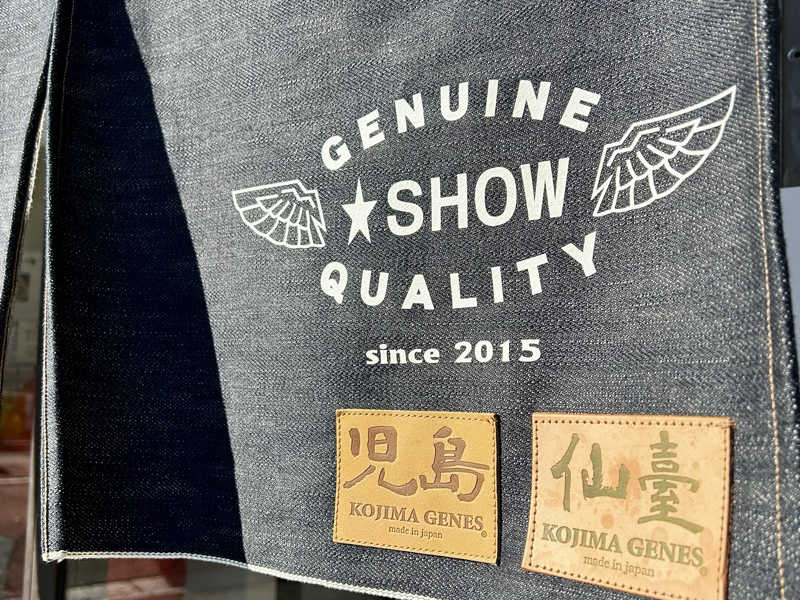 GENUINE
★SHOW
QUALITY
since 2015
児島
KOJIMA GENES®
made in japan
仙臺
KOJIMA GENES®
made in japan